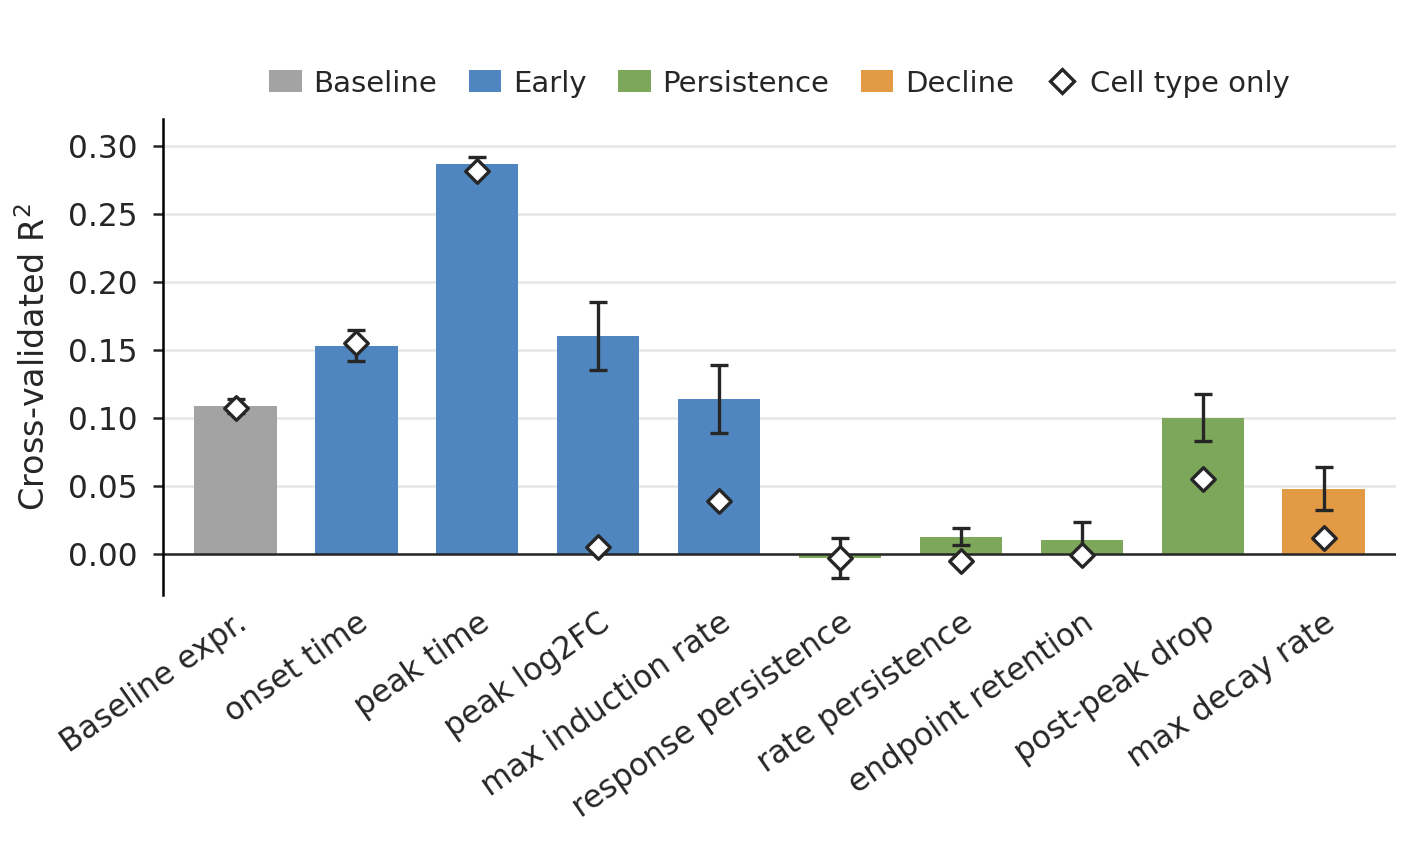 Baseline Early Persistence Decline Cell type only
Cross-validated R²
0.30
0.25
0.20
0.15
0.10
0.05
0.00
Baseline expr.
onset time
peak time
peak log2FC
max induction rate
response persistence
rate persistence
endpoint retention
post-peak drop
max decay rate